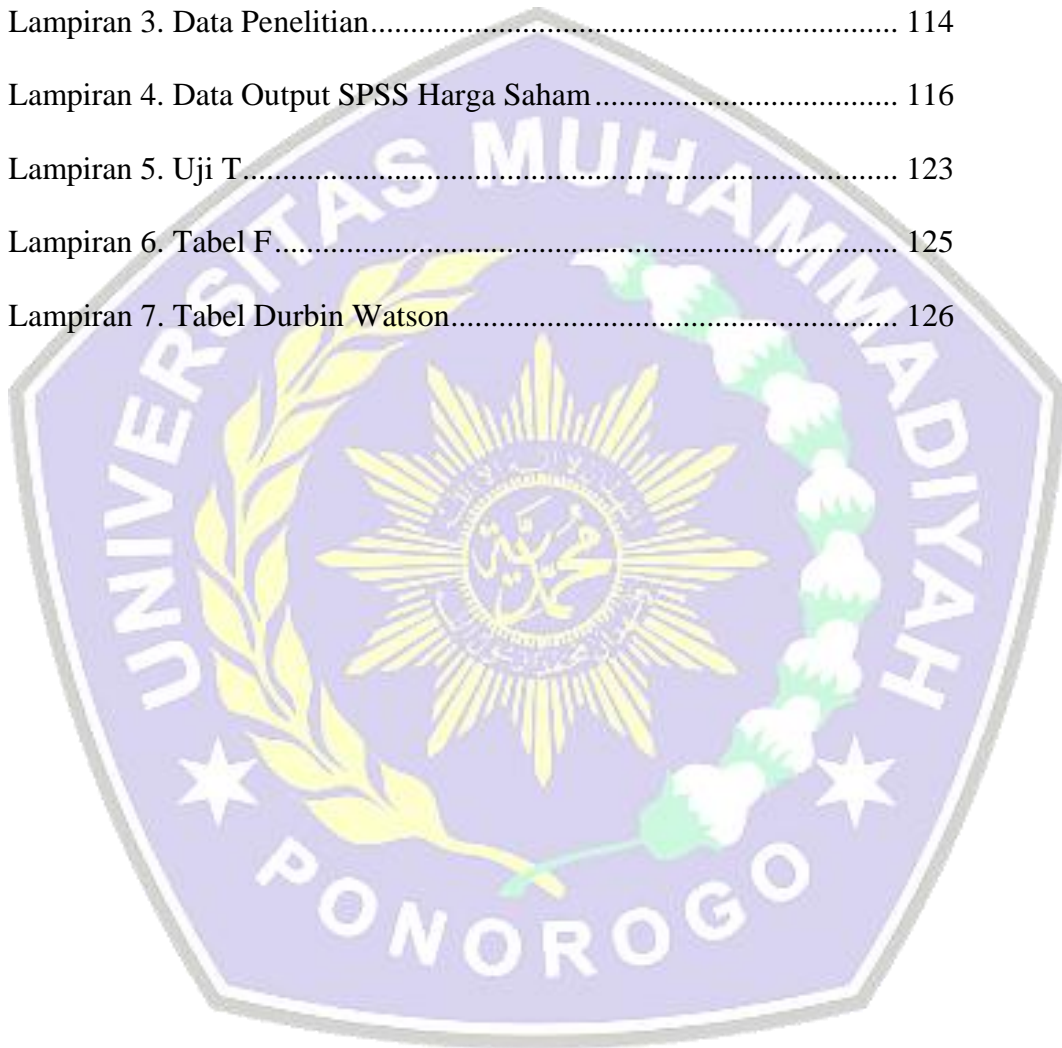 Lampiran 3. Data Penelitian.................................................................. 114
Lampiran 4. Data Output SPSS Harga Saham...................................... 116
Lampiran 5. Uji T.................................................................................. 123
Lampiran 6. Tabel F.............................................................................. 125
Lampiran 7. Tabel Durbin Watson........................................................ 126
UNIVERSITAS MUHAMMADIYAH
PONOROGO